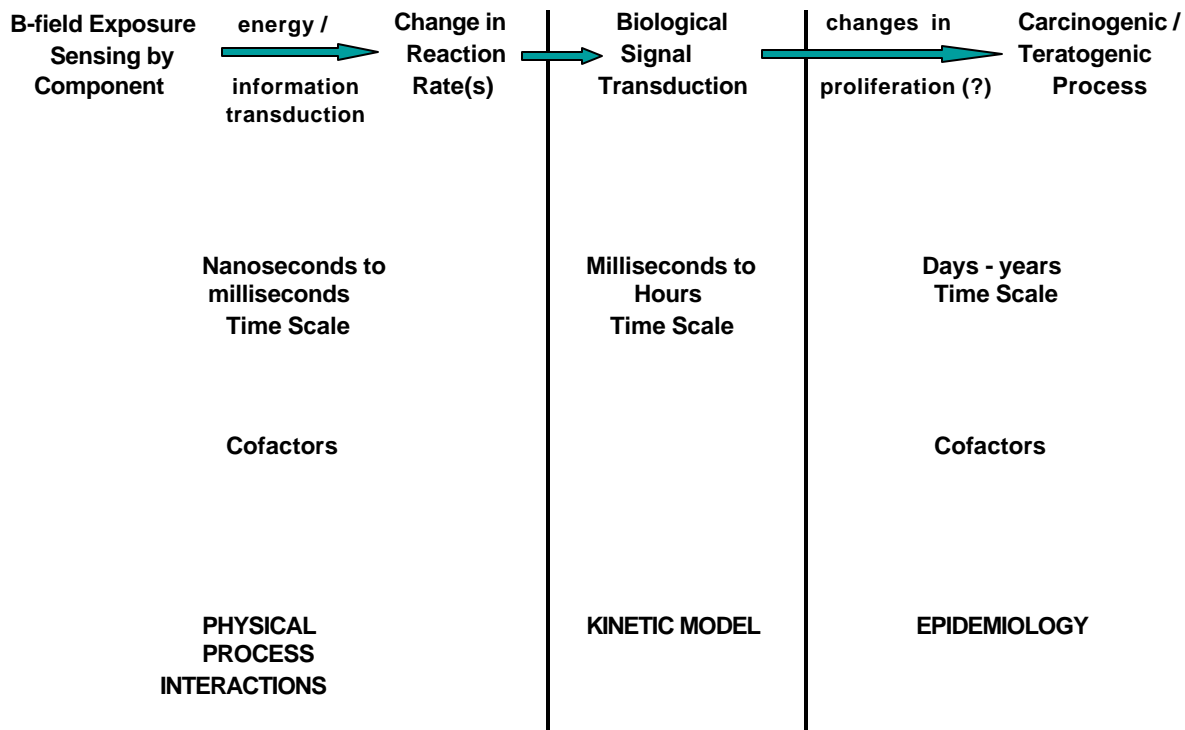 B-field Exposure
Sensing by
Component
energy /
information
transduction
Change in
Reaction
Rate(s)
Biological
Signal
Transduction
changes in
proliferation (?)
Carcinogenic /
Teratogenic
Process
Nanoseconds to
milliseconds
Time Scale
Milliseconds to
Hours
Time Scale
Days - years
Time Scale
Cofactors
Cofactors
PHYSICAL
PROCESS
INTERACTIONS
KINETIC MODEL
EPIDEMIOLOGY